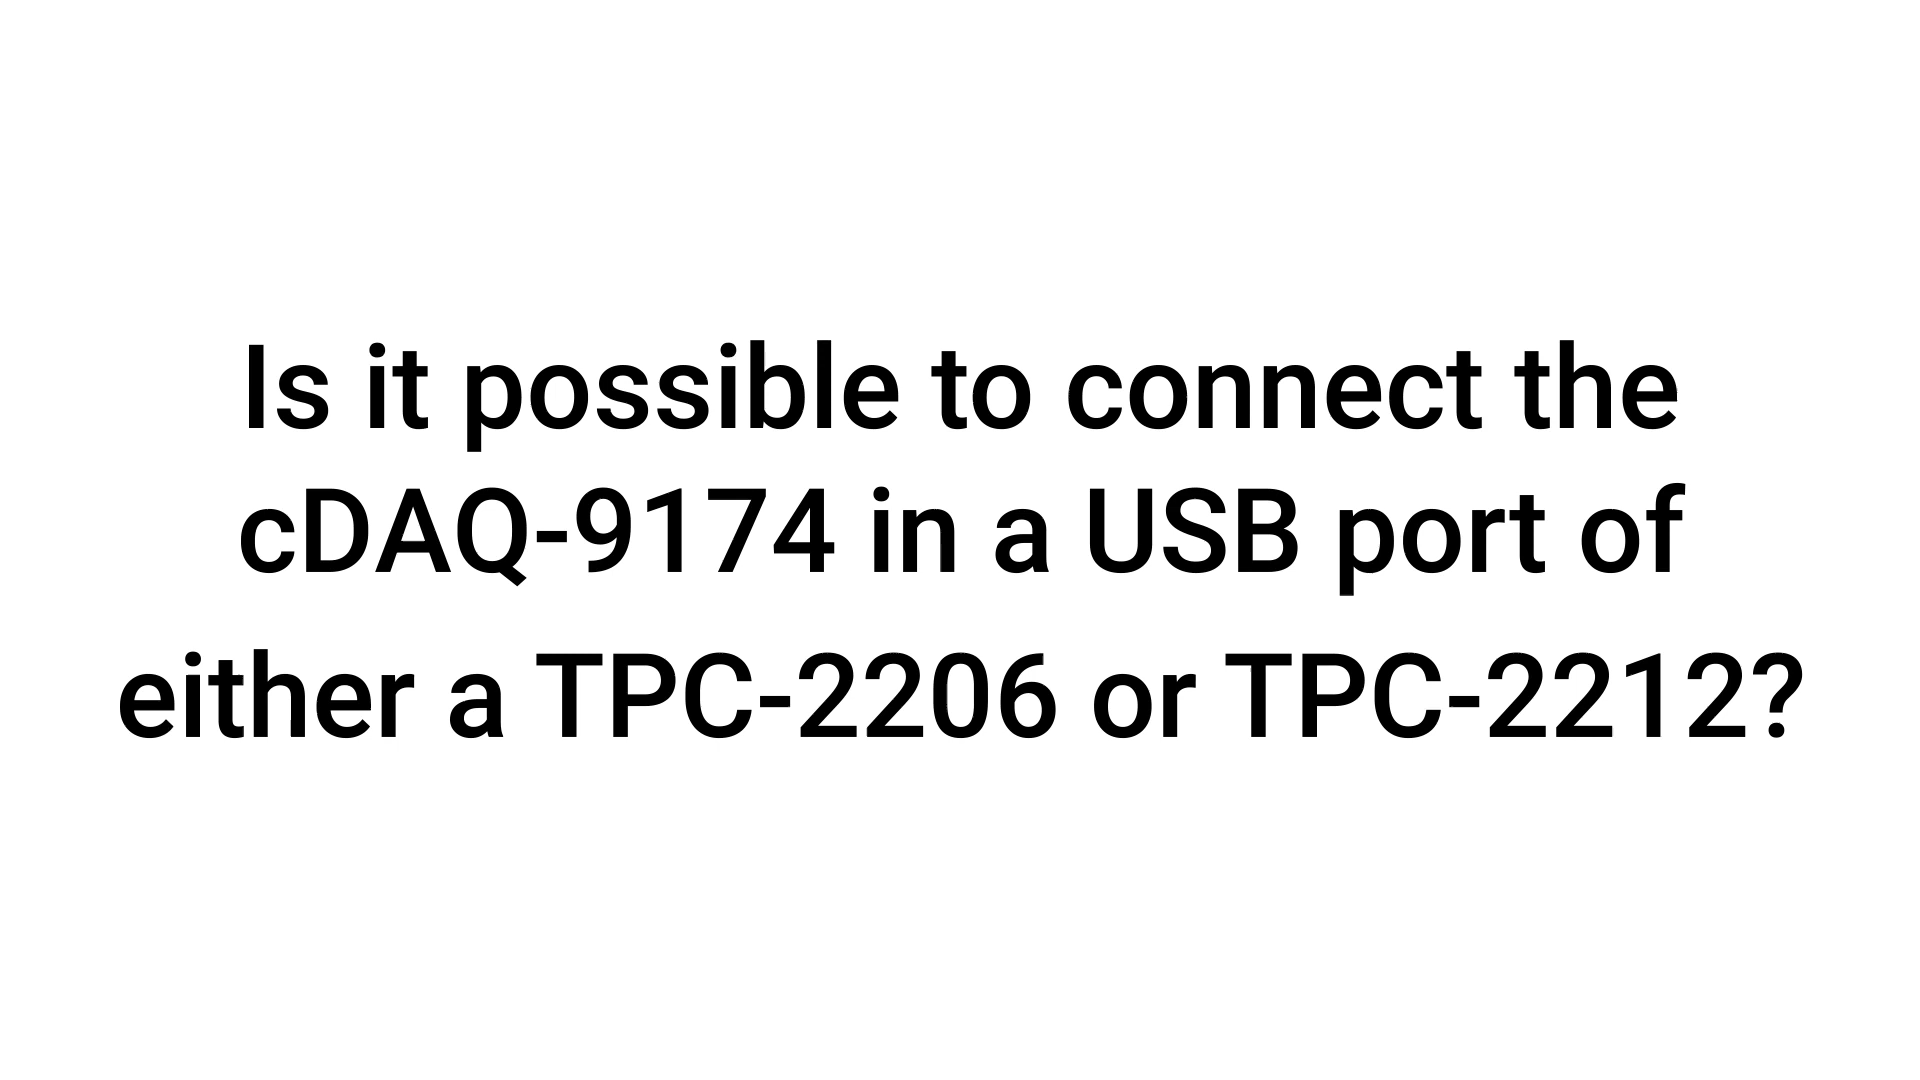 Is it possible to connect the
cDAQ-9174 in a USB port of
either a TPC-2206 or TPC-2212?